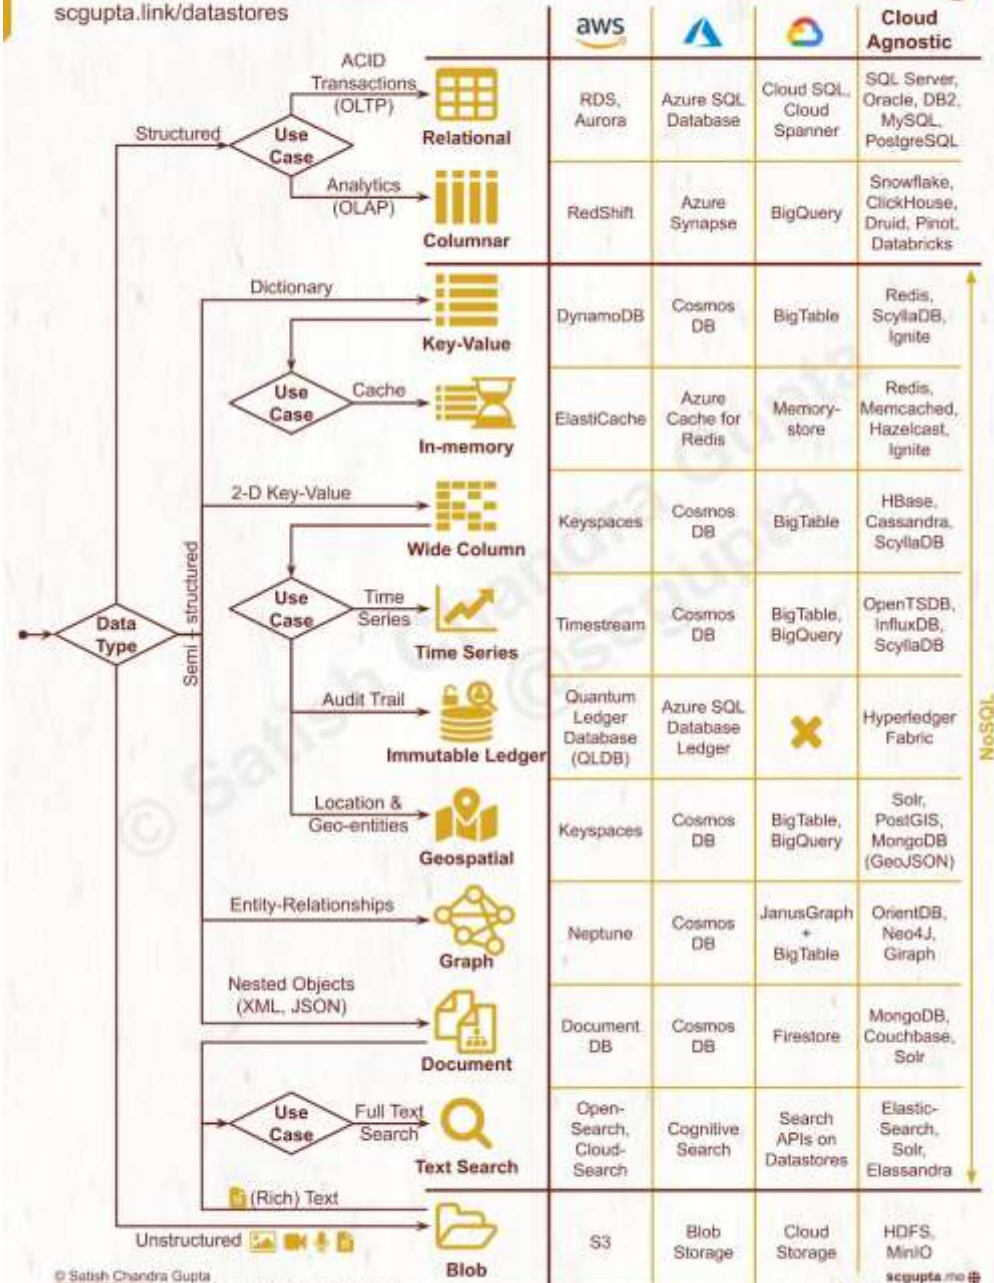 scgupta.link/datastores
aws
Cloud
Agnostic
Structured
Use
Case
ACID
Transactions
(OLTP)
Relational
RDS,
Aurora
Azure SQL
Database
Cloud SQL,
Cloud
Spanner
SQL Server,
Oracle, DB2,
MySQL,
PostgreSQL
Analytics
(OLAP)
Columnar
RedShift
Azure
Synapse
BigQuery
Snowflake,
ClickHouse,
Druid, Pinot,
Databricks
Dictionary
Key-Value
DynamoDB
Cosmos
DB
BigTable
Redis,
ScyllaDB,
Ignite
Use
Case
Cache
In-memory
ElastiCache
Azure
Cache for
Redis
Memory-
store
Redis,
Memcached,
Hazelcast,
Ignite
2-D Key-Value
Wide Column
Keyspaces
Cosmos
DB
BigTable
HBase,
Cassandra,
ScyllaDB
Data
Type
Semi - structured
Use
Case
Time
Series
Time Series
Timestream
Cosmos
DB
BigTable,
BigQuery
OpenTSDB,
InfluxDB,
ScyllaDB
Audit Trail
Immutable Ledger
Quantum
Ledger
Database
(QLDB)
Azure SQL
Database
Ledger
Hyperledger
Fabric
NoSQL
Location &
Geo-entities
Geospatial
Keyspaces
Cosmos
DB
BigTable,
BigQuery
Solr,
PostGIS,
MongoDB
(GeoJSON)
Entity-Relationships
Graph
Neptune
Cosmos
DB
JanusGraph
+
BigTable
OrientDB,
Neo4J,
Giraph
Nested Objects
(XML, JSON)
Document
Document
DB
Cosmos
DB
Firestore
MongoDB,
Couchbase,
Solr
Use
Case
Full Text
Search
Text Search
Open-
Search,
Cloud-
Search
Cognitive
Search
Search
APIs on
Datastores
Elastic-
Search,
Solr,
Elassandra
(Rich) Text
Unstructured
Blob
S3
Blob
Storage
Cloud
Storage
HDFS,
MinIO
© Satish Chandra Gupta
@scgupta
© Satish Chandra Gupta
scgupta.me